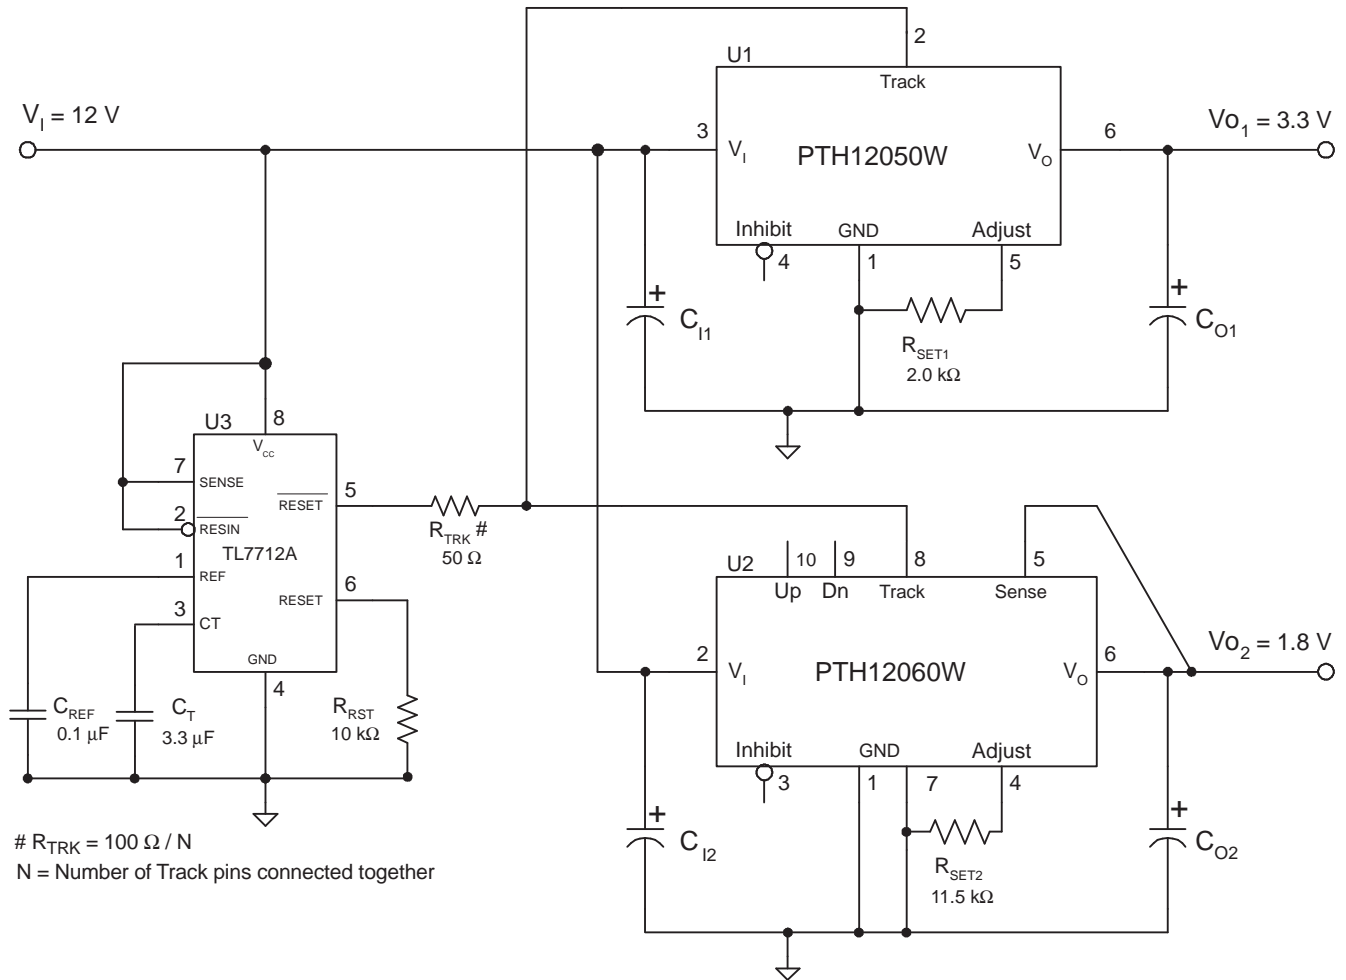 U1
2
Track
V_I = 12 V
3
V_I
PTH12050W
V_O
6
Vo_1 = 3.3 V
Inhibit
GND
Adjust
4
1
5
+
C_I1
R_SET1
2.0 kΩ
+
C_O1
U3
8
V_cc
7
SENSE
2
RESIN
TL7712A
1
REF
3
CT
GND
4
RESET
5
RESET
6
R_TRK #
50 Ω
C_REF
0.1 µF
C_T
3.3 µF
R_RST
10 kΩ
U2
10
9
8
5
Up
Dn
Track
Sense
2
V_I
PTH12060W
V_O
6
Vo_2 = 1.8 V
Inhibit
GND
Adjust
3
1
7
4
+
C_I2
R_SET2
11.5 kΩ
+
C_O2
# R_TRK = 100 Ω / N
N = Number of Track pins connected together